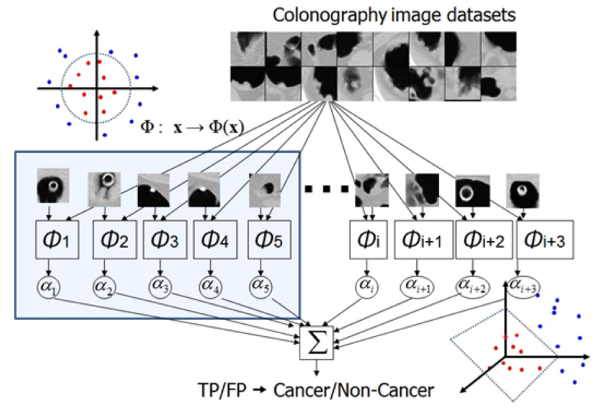 Colonography image datasets
Φ : x → Φ(x)
Φ1 Φ2 Φ3 Φ4 Φ5 Φi Φi+1 Φi+2 Φi+3
α1 α2 α3 α4 α5 αi αi+1 αi+2 αi+3
Σ
TP/FP → Cancer/Non-Cancer